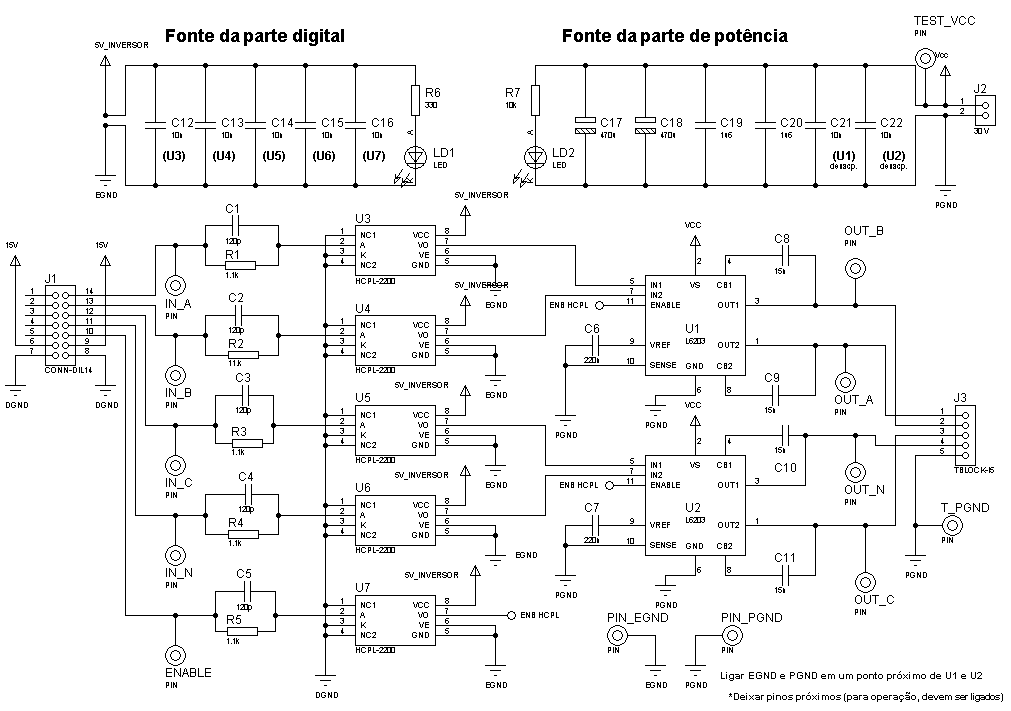 Fonte da parte digital
Fonte da parte de potência
TEST_VCC
PIN
5V_INVERSOR
Vcc
R6
330
R7
10k
J2
1
2
30V
C12
10n
(U3)
C13
10n
(U4)
C14
10n
(U5)
C15
10n
(U6)
C16
10n
(U7)
A
LD1
LED
A
LD2
LED
C17
470u
C18
470u
C19
1u5
C20
1u5
C21
10n
(U1)
desacp.
C22
10n
(U2)
desacp.
EGND
PGND
15V
15V
J1
1
2
3
4
5
6
7
14
13
12
11
10
9
8
CONN-DIL14
DGND
DGND
IN_A
PIN
IN_B
PIN
IN_C
PIN
IN_N
PIN
ENABLE
PIN
C1
120p
R1
1.1k
C2
120p
R2
11k
C3
120p
R3
1.1k
C4
120p
R4
1.1k
C5
120p
R5
1.1k
U3
1
2
3
4
NC1
A
K
NC2
VCC
VO
VE
GND
8
7
6
5
HCPL-2200
5V_INVERSOR
EGND
U4
1
2
3
4
NC1
A
K
NC2
VCC
VO
VE
GND
8
7
6
5
HCPL-2200
5V_INVERSOR
EGND
U5
1
2
3
4
NC1
A
K
NC2
VCC
VO
VE
GND
8
7
6
5
HCPL-2200
5V_INVERSOR
EGND
U6
1
2
3
4
NC1
A
K
NC2
VCC
VO
VE
GND
8
7
6
5
HCPL-2200
5V_INVERSOR
EGND
U7
1
2
3
4
NC1
A
K
NC2
VCC
VO
VE
GND
8
7
6
5
HCPL-2200
5V_INVERSOR
EGND
DGND
ENB HCPL
VCC
2
5
7
11
9
10
IN1
IN2
ENABLE
VREF
SENSE
VS
U1
L6203
GND
CB1
OUT1
OUT2
CB2
4
3
1
8
6
ENB HCPL
C6
220n
PGND
PGND
C8
15n
C9
15n
OUT_B
PIN
OUT_A
PIN
VCC
2
5
7
11
9
10
IN1
IN2
ENABLE
VREF
SENSE
VS
U2
L6203
GND
CB1
OUT1
OUT2
CB2
4
3
1
8
6
ENB HCPL
C7
220n
PGND
PGND
15n
C10
C11
15n
OUT_N
PIN
OUT_C
PIN
J3
1
2
3
4
5
TBLOCK-I5
T_PGND
PIN
PGND
PIN_EGND
PIN
EGND
PIN_PGND
PIN
PGND
Ligar EGND e PGND em um ponto próximo de U1 e U2
*Deixar pinos próximos (para operação, devem ser ligados)